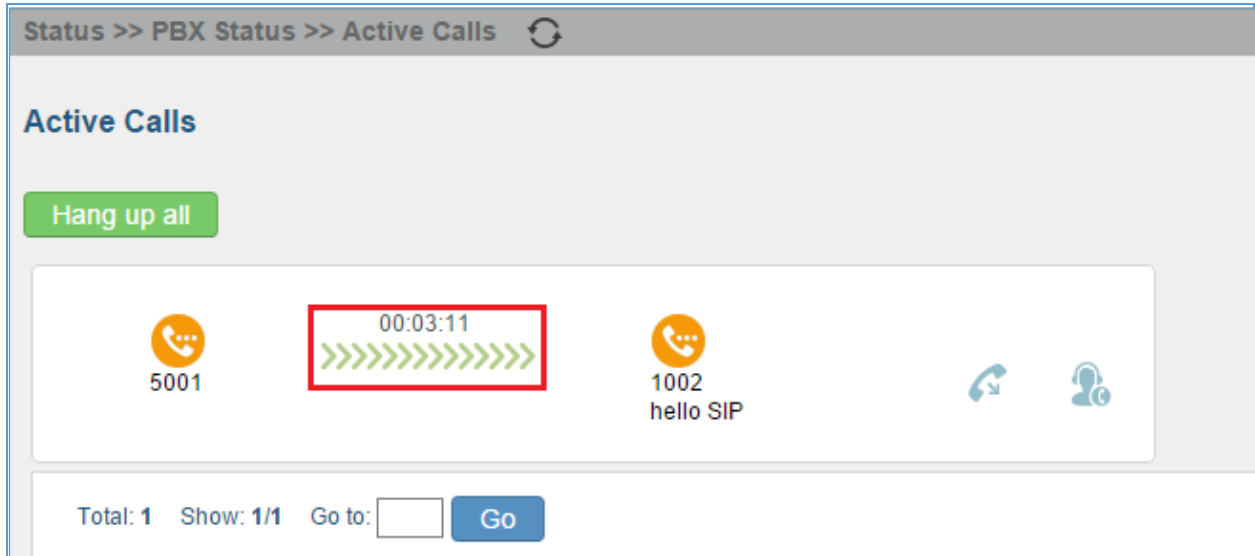 Status >> PBX Status >> Active Calls
Active Calls
Hang up all
00:03:11
5001
1002
hello SIP
Total: 1 Show: 1/1 Go to: Go